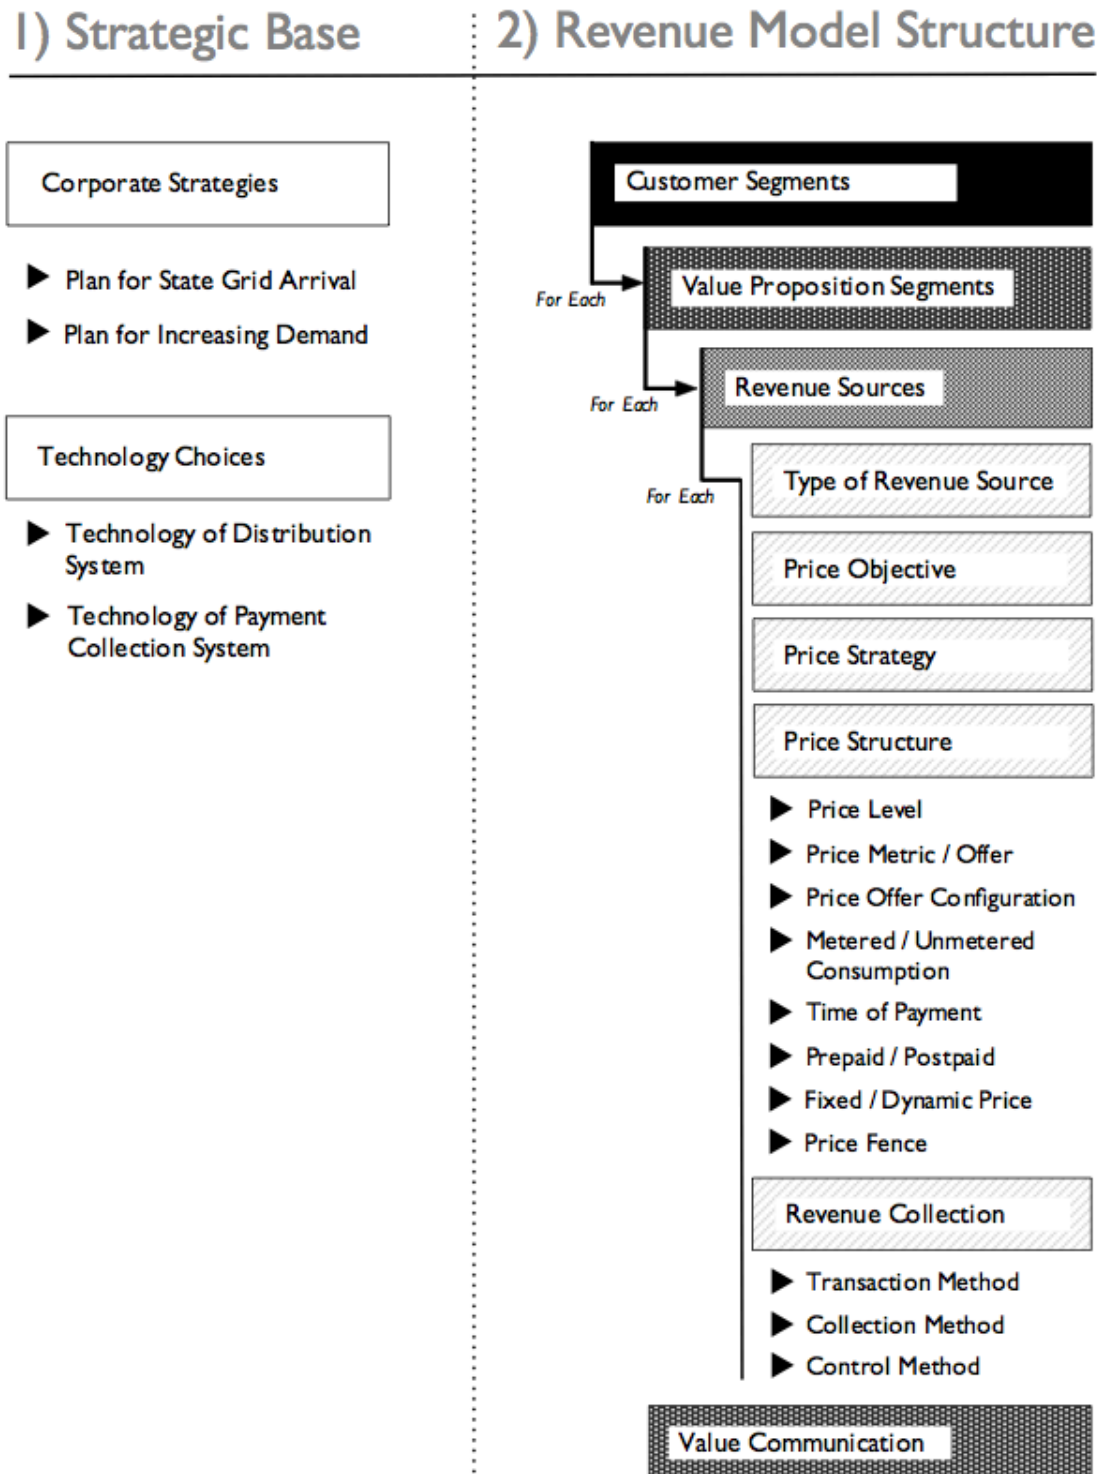 1) Strategic Base
2) Revenue Model Structure
Corporate Strategies
Plan for State Grid Arrival
Plan for Increasing Demand
Technology Choices
Technology of Distribution
System
Technology of Payment
Collection System
Customer Segments
For Each
Value Proposition Segments
For Each
Revenue Sources
For Each
Type of Revenue Source
Price Objective
Price Strategy
Price Structure
Price Level
Price Metric / Offer
Price Offer Configuration
Metered / Unmetered
Consumption
Time of Payment
Prepaid / Postpaid
Fixed / Dynamic Price
Price Fence
Revenue Collection
Transaction Method
Collection Method
Control Method
Value Communication